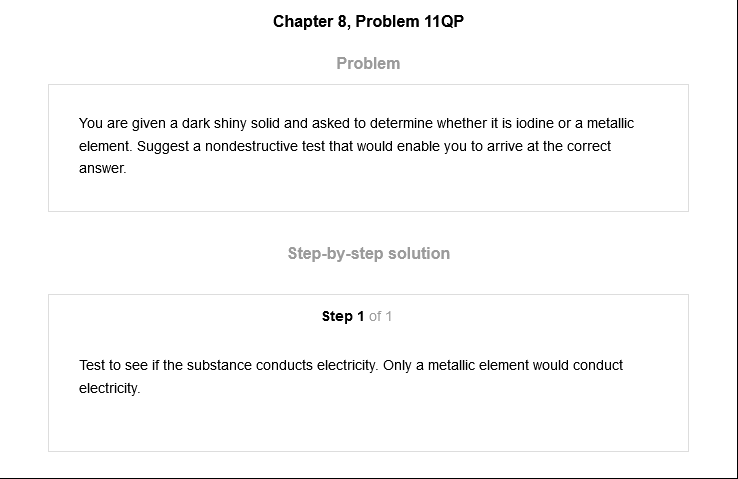 Chapter 8, Problem 11QP
Problem
You are given a dark shiny solid and asked to determine whether it is iodine or a metallic
element. Suggest a nondestructive test that would enable you to arrive at the correct
answer.
Step-by-step solution
Step 1 of 1
Test to see if the substance conducts electricity. Only a metallic element would conduct
electricity.